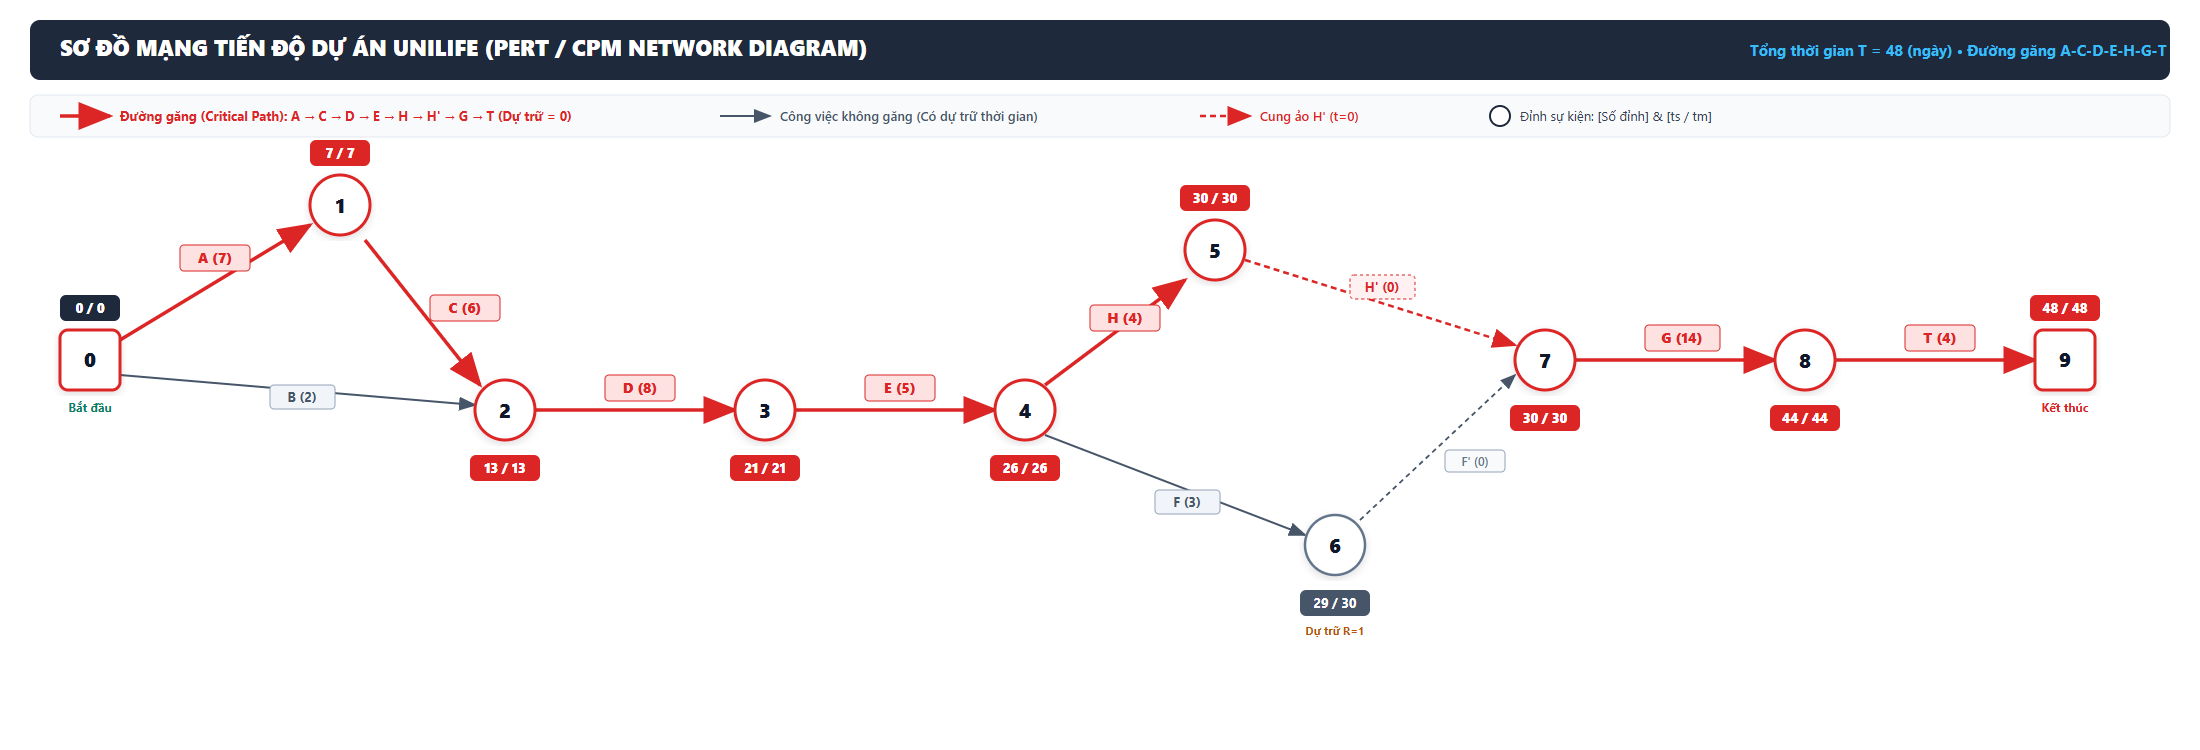 SƠ ĐỒ MẠNG TIẾN ĐỘ DỰ ÁN UNILIFE (PERT / CPM NETWORK DIAGRAM)
Tổng thời gian T = 48 (ngày) • Đường găng A-C-D-E-H-G-T
Đường găng (Critical Path): A → C → D → E → H → H' → G → T (Dự trữ = 0)
Công việc không găng (Có dự trữ thời gian)
Cung ảo H' (t=0)
Đỉnh sự kiện: [Số đỉnh] & [ts / tm]
7 / 7
1
A (7)
C (6)
0 / 0
0
Bắt đầu
B (2)
2
13 / 13
D (8)
3
21 / 21
E (5)
4
26 / 26
H (4)
30 / 30
5
H' (0)
F (3)
6
29 / 30
Dự trữ R=1
F' (0)
7
30 / 30
G (14)
8
44 / 44
T (4)
48 / 48
9
Kết thúc